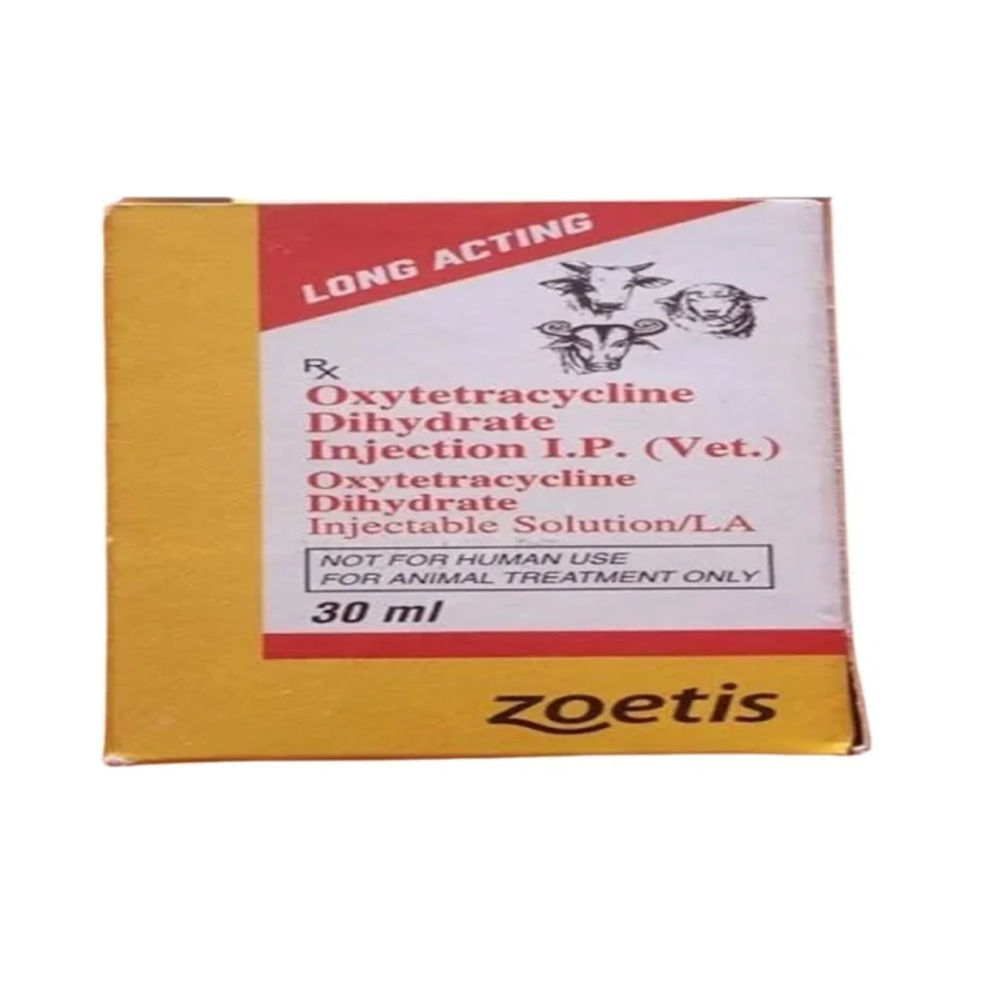 LONG ACTING
Rx
Oxytetracycline
Dihydrate
Injection I.P. (Vet.)
Oxytetracycline
Dihydrate
Injectable Solution/LA
NOT FOR HUMAN USE
FOR ANIMAL TREATMENT ONLY
30 ml
zoetis